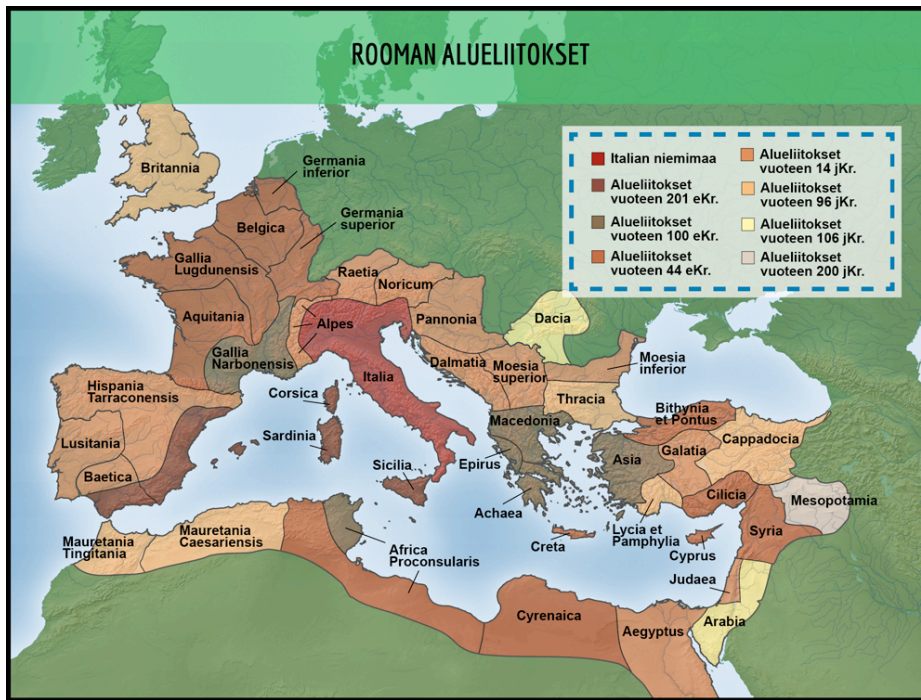 ROOMAN ALUELIITOKSET
Italian niemimaa
Alueliitokset
vuoteen 201 eKr.
Alueliitokset
vuoteen 100 eKr.
Alueliitokset
vuoteen 44 eKr.
Alueliitokset
vuoteen 14 jKr.
Alueliitokset
vuoteen 96 jKr.
Alueliitokset
vuoteen 106 jKr.
Alueliitokset
vuoteen 200 jKr.
Britannia
Germania
inferior
Belgica
Germania
superior
Gallia
Lugdunensis
Raetia
Noricum
Aquitania
Alpes
Pannonia
Dacia
Gallia
Narbonensis
Italia
Dalmatia
Moesia
superior
Moesia
inferior
Hispania
Tarraconensis
Corsica
Thracia
Bithynia
et Pontus
Lusitania
Sardinia
Macedonia
Cappadocia
Baetica
Sicilia
Epirus
Asia
Galatia
Achaea
Cilicia
Mesopotamia
Mauretania
Tingitania
Mauretania
Caesariensis
Africa
Proconsularis
Creta
Lycia et
Pamphylia
Cyprus
Syria
Judaea
Cyrenaica
Aegyptus
Arabia